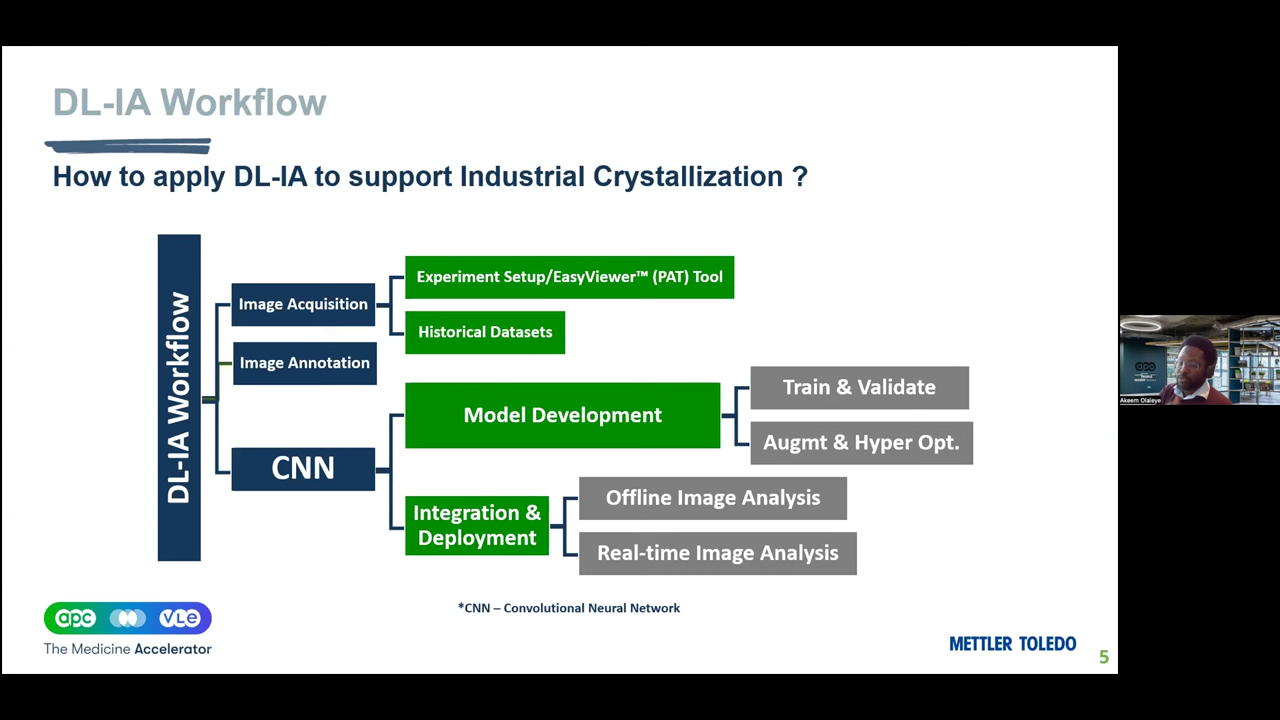 DL-IA Workflow
How to apply DL-IA to support Industrial Crystallization ?
DL-IA Workflow
Image Acquisition
Experiment Setup/EasyViewer™ (PAT) Tool
Historical Datasets
Image Annotation
CNN
Model Development
Train & Validate
Augmt & Hyper Opt.
Integration &
Deployment
Offline Image Analysis
Real-time Image Analysis
*CNN – Convolutional Neural Network
apc
VLE
The Medicine Accelerator
METTLER TOLEDO
5
apc
Akeem Olaleye